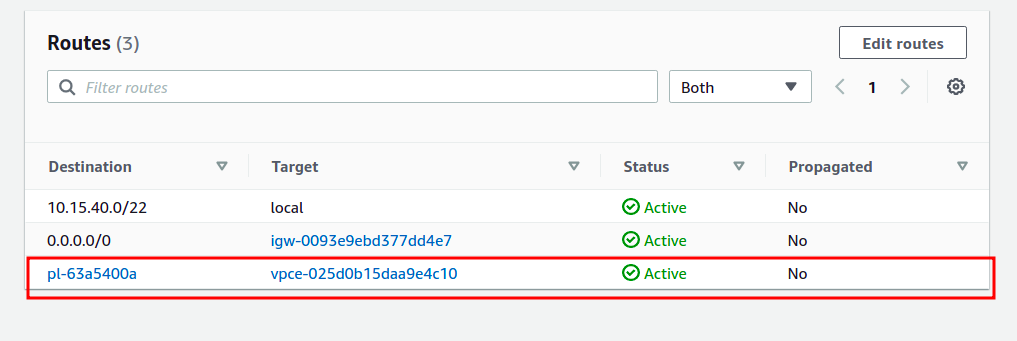 Routes (3)
Edit routes
Filter routes
Both
1
Destination Target Status Propagated
10.15.40.0/22 local Active No
0.0.0.0/0 igw-0093e9ebd377dd4e7 Active No
pl-63a5400a vpce-025d0b15daa9e4c10 Active No